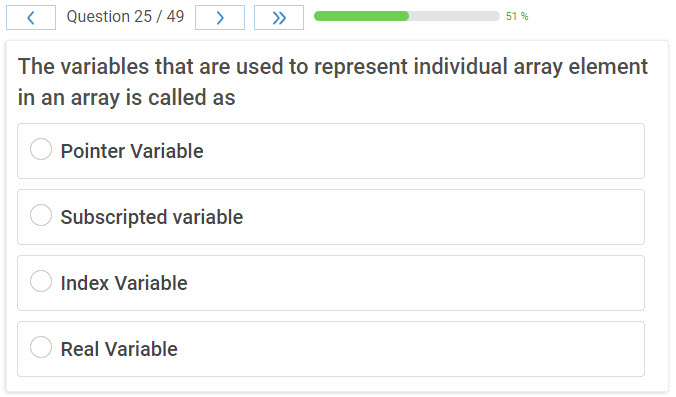 Question 25 / 49
51 %
The variables that are used to represent individual array element
in an array is called as
Pointer Variable
Subscripted variable
Index Variable
Real Variable